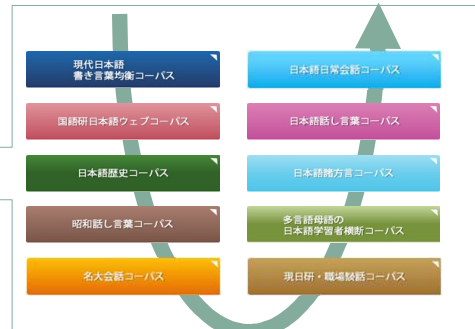 現代日本語
書き言葉均衡コーパス
国語研日本語ウェブコーパス
日本語歴史コーパス
昭和話し言葉コーパス
名大会話コーパス
日本語日常会話コーパス
日本語話し言葉コーパス
日本語諸方言コーパス
多言語母語の
日本語学習者横断コーパス
現日研・職場談話コーパス